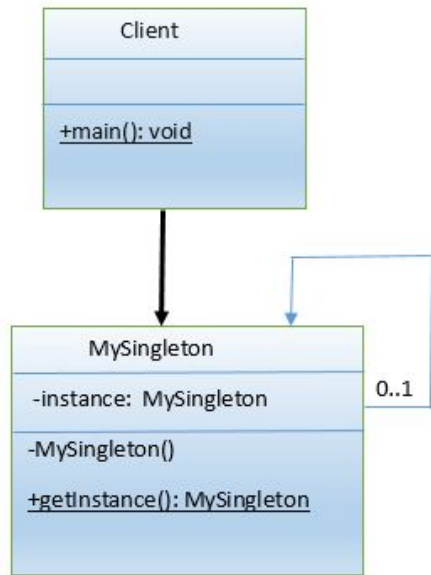 Client
+main(): void
MySingleton
-instance: MySingleton
0..1
-MySingleton()
+getInstance(): MySingleton